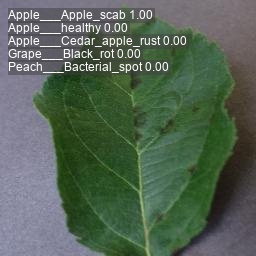 Apple___Apple_scab 1.00
Apple___healthy 0.00
Apple___Cedar_apple_rust 0.00
Grape___Black_rot 0.00
Peach___Bacterial_spot 0.00